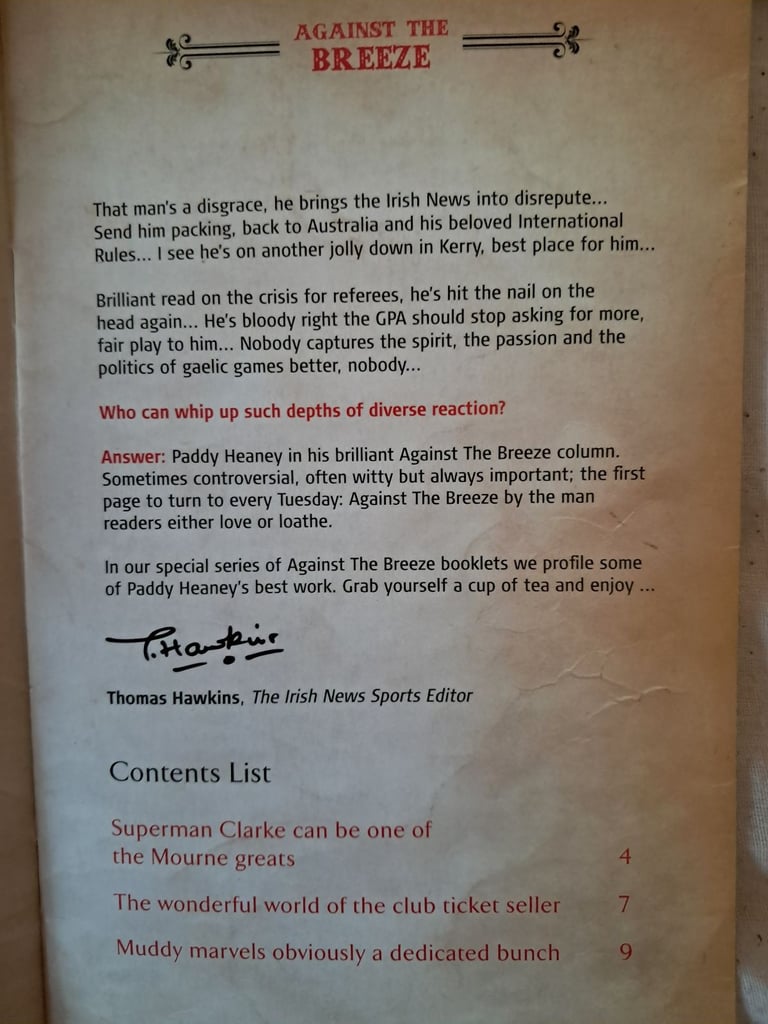 AGAINST THE
BREEZE
That man's a disgrace, he brings the Irish News into disrepute...
Send him packing, back to Australia and his beloved International
Rules... I see he's on another jolly down in Kerry, best place for him...
Brilliant read on the crisis for referees, he's hit the nail on the
head again... He's bloody right the GPA should stop asking for more,
fair play to him... Nobody captures the spirit, the passion and the
politics of gaelic games better, nobody...
Who can whip up such depths of diverse reaction?
Answer: Paddy Heaney in his brilliant Against The Breeze column.
Sometimes controversial, often witty but always important; the first
page to turn to every Tuesday: Against The Breeze by the man
readers either love or loathe.
In our special series of Against The Breeze booklets we profile some
of Paddy Heaney's best work. Grab yourself a cup of tea and enjoy ...
T. Hawkins
Thomas Hawkins, The Irish News Sports Editor
Contents List
Superman Clarke can be one of
the Mourne greats 4
The wonderful world of the club ticket seller 7
Muddy marvels obviously a dedicated bunch 9